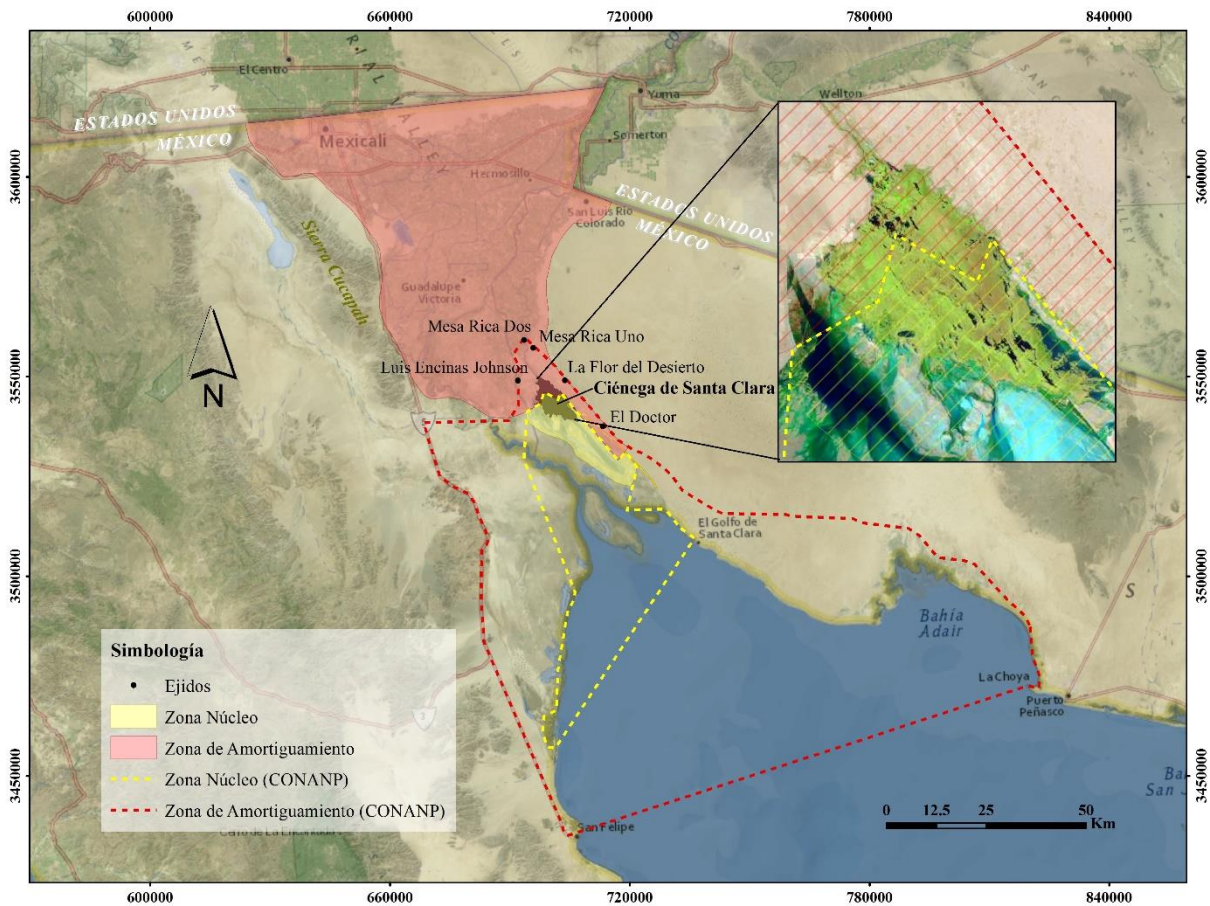 600000
660000
720000
780000
840000
El Centro
Yuma
Wellton
ESTADOS UNIDOS
MÉXICO
Mexicali
Somerton
Hermosillo
3600000
3600000
San Luis Río
Colorado
ESTADOS UNIDOS
MÉXICO
Sierra Cucapah
Guadalupe
Victoria
N
Mesa Rica Dos
Mesa Rica Uno
Luis Encinas Johnson
La Flor del Desierto
Ciénega de Santa Clara
El Doctor
3550000
3550000
El Golfo de
Santa Clara
3500000
3500000
Bahía
Adair
S
La Choya
Puerto
Peñasco
Simbología
Ejidos
Zona Núcleo
Zona de Amortiguamiento
Zona Núcleo (CONANP)
Zona de Amortiguamiento (CONANP)
3
3450000
3450000
San Felipe
0 12.5 25 50
Km
600000
660000
720000
780000
840000